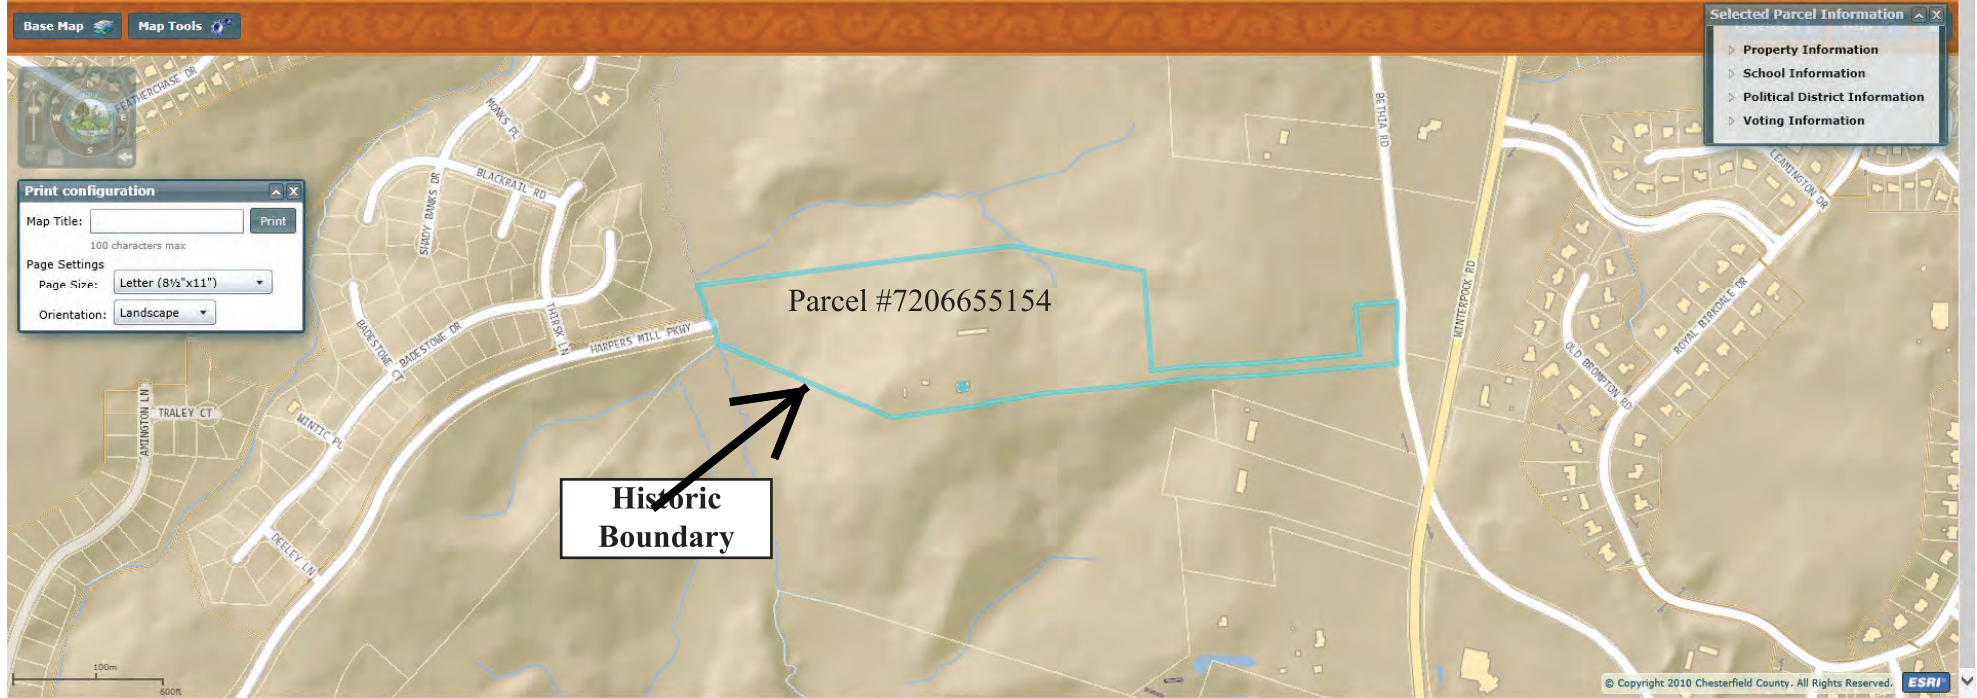 Base Map
Map Tools
Selected Parcel Information
Property Information
School Information
Political District Information
Voting Information
FEATHERCHASE DR
N
W
E
S
MONKS PL
BLACKRAIL RD
SHADY BANKS DR
BETHIA RD
LEAMINGTON DR
Print configuration
Map Title:
Print
100 characters max
Page Settings
Page Size:
Letter (8½"x11")
Orientation:
Landscape
Parcel #7206655154
WINTERPOCK RD
ROYAL BIRKDALE DR
OLD BROMPTON RD
THIRSK LN
HARPERS MILL PKWY
BADESTOWE DR
BADESTOWE CT
AMINGTON LN
TRALEY CT
WINTIC PL
DEELEY LN
Historic
Boundary
100m
600ft
© Copyright 2010 Chesterfield County. All Rights Reserved.
ESRI